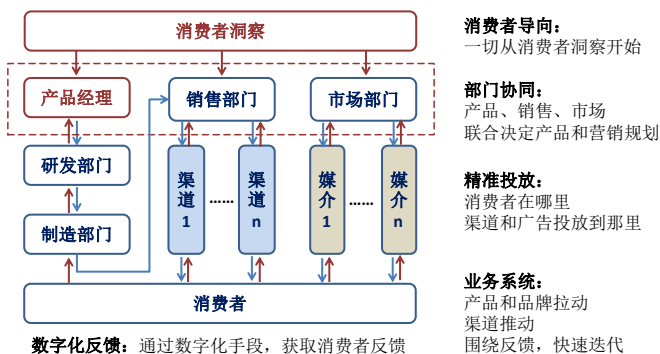 消费者洞察
产品经理
销售部门
市场部门
研发部门
制造部门
渠道1
……
渠道n
媒介1
……
媒介n
消费者
数字化反馈：通过数字化手段，获取消费者反馈
消费者导向：
一切从消费者洞察开始
部门协同：
产品、销售、市场
联合决定产品和营销规划
精准投放：
消费者在哪里
渠道和广告投放到那里
业务系统：
产品和品牌拉动
渠道推动
围绕反馈，快速迭代